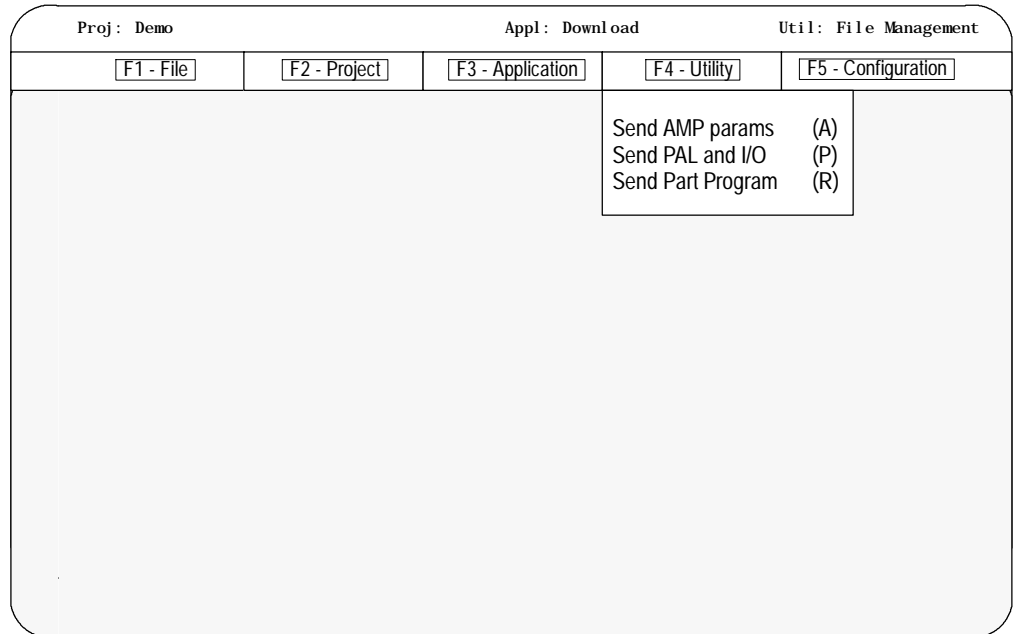 Proj: Demo Appl: Download Util: File Management
F1 - File F2 - Project F3 - Application F4 - Utility F5 - Configuration
Send AMP params (A)
Send PAL and I/O (P)
Send Part Program (R)